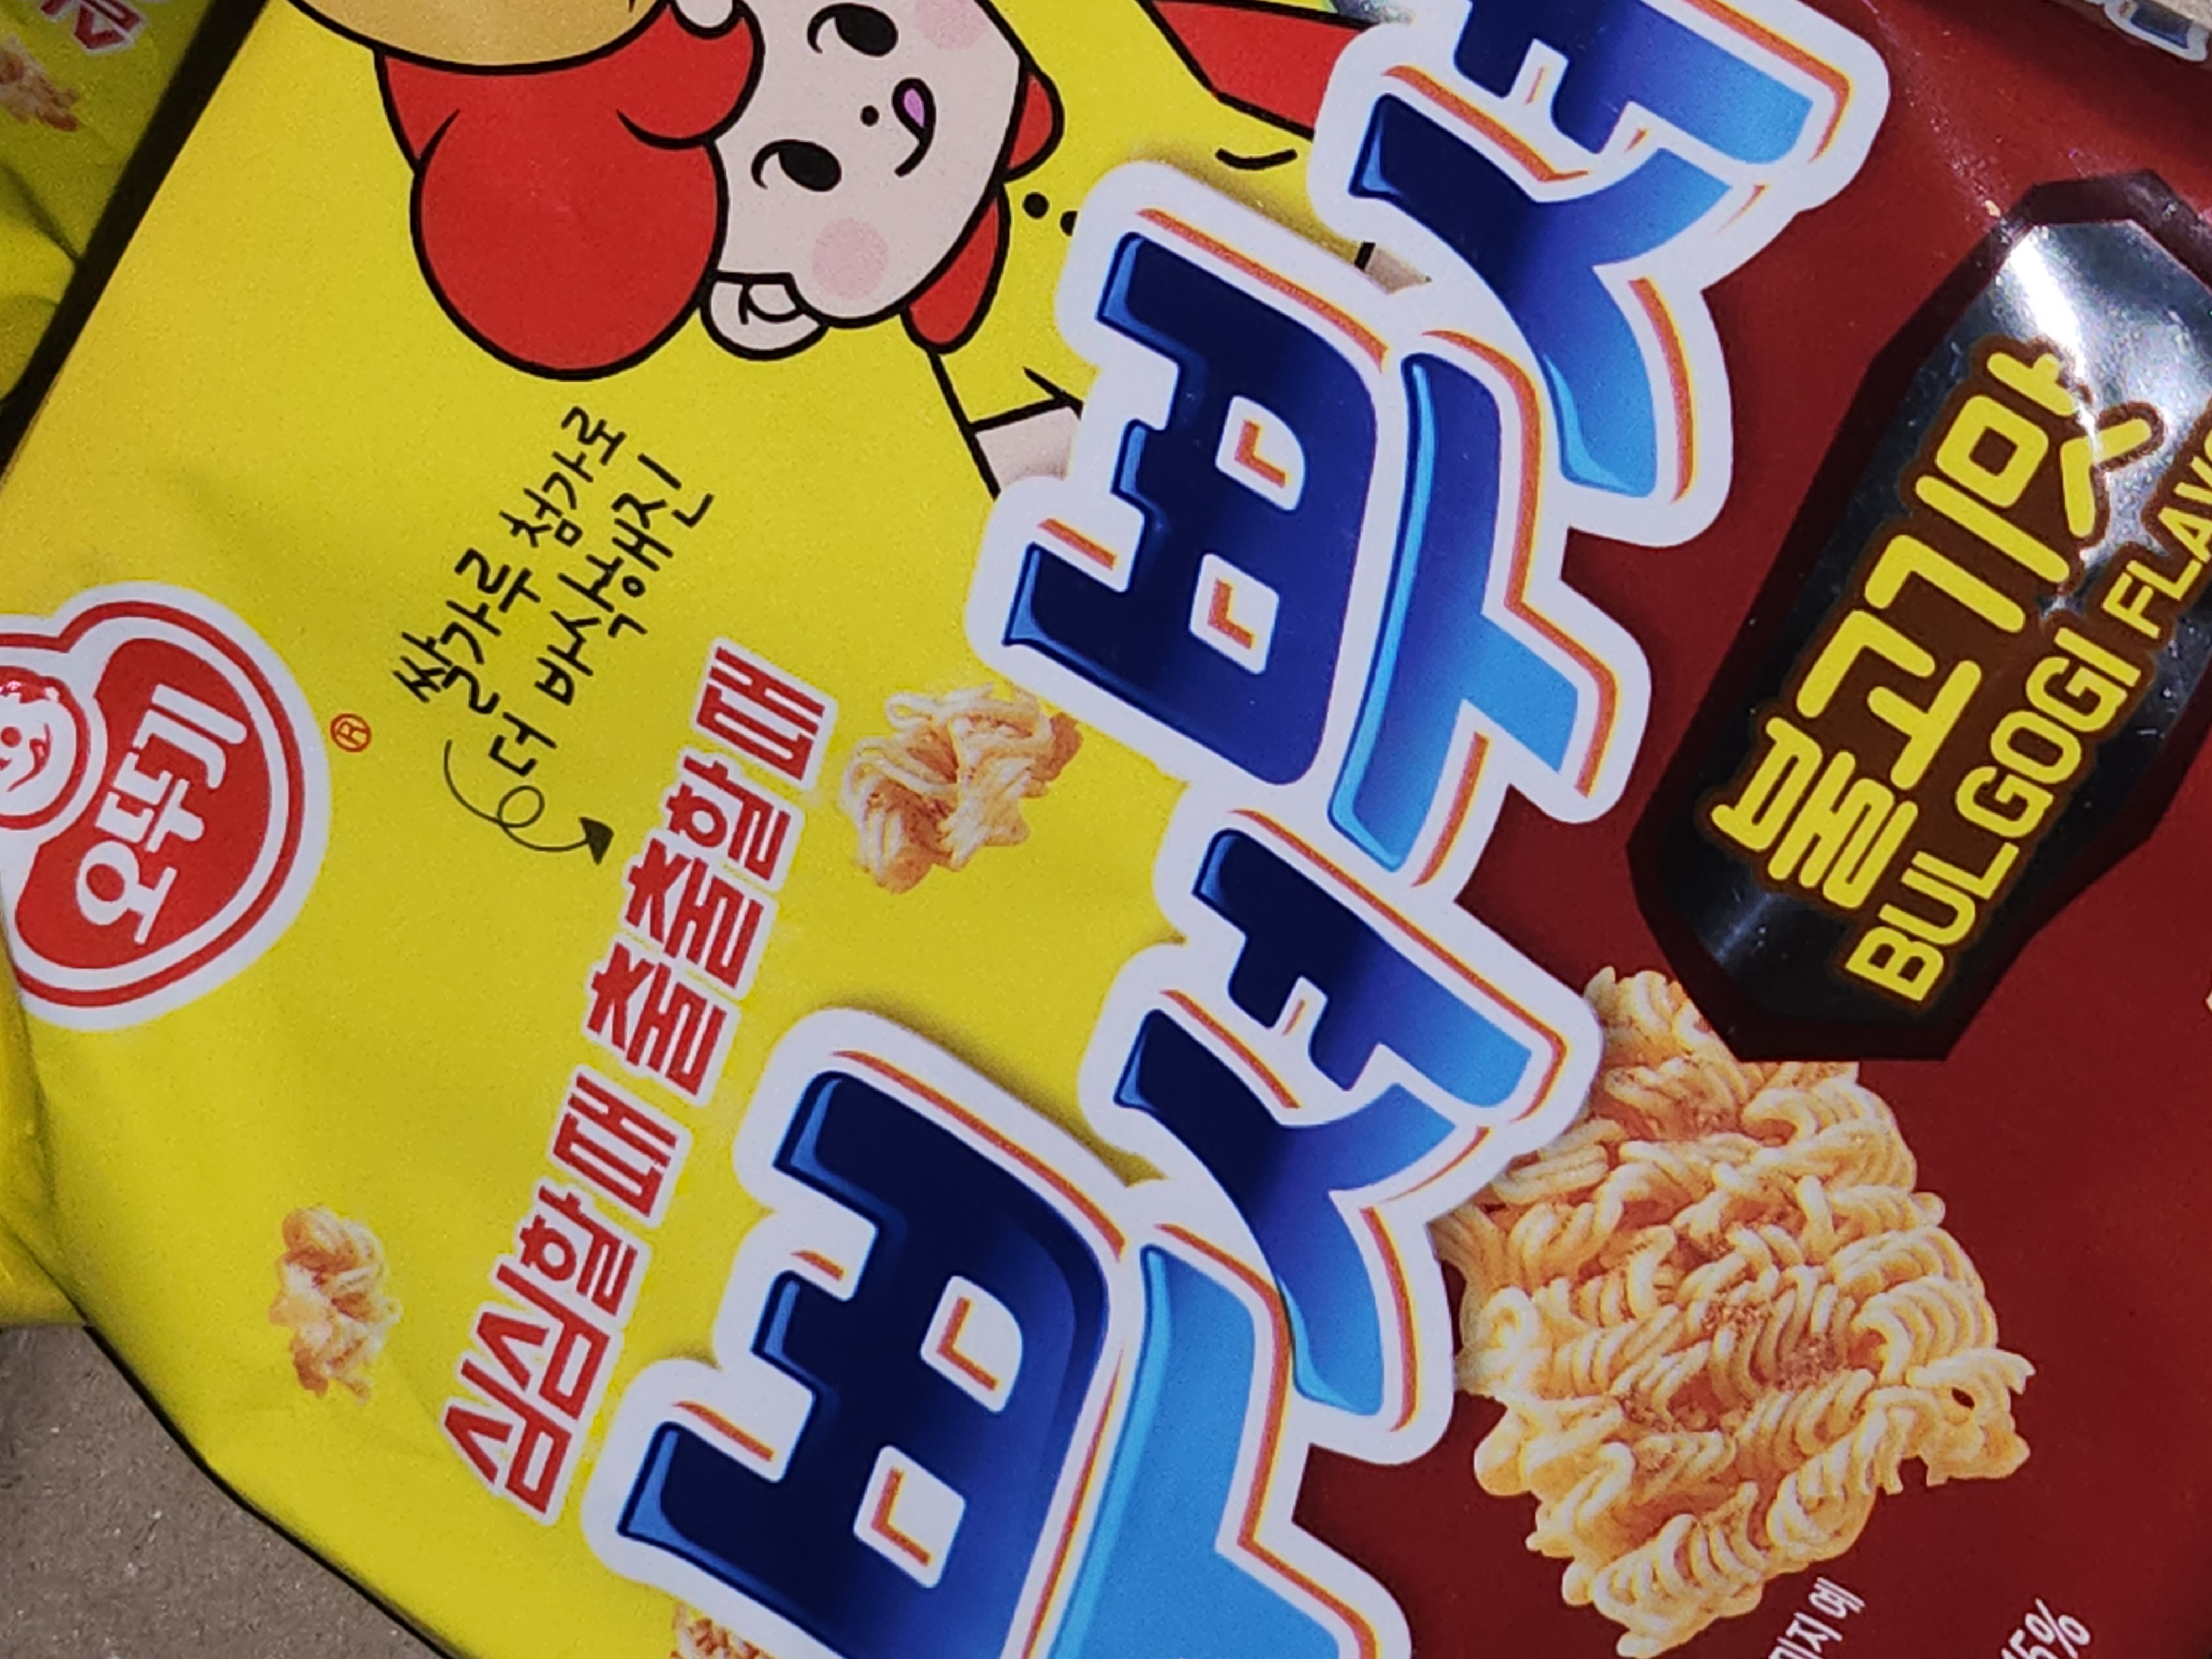 오뚜기 ®
쌀가루 첨가로
더 바삭해진
심심할 때 출출할 때
뿌셔뿌셔
불고기맛
BULGOGI